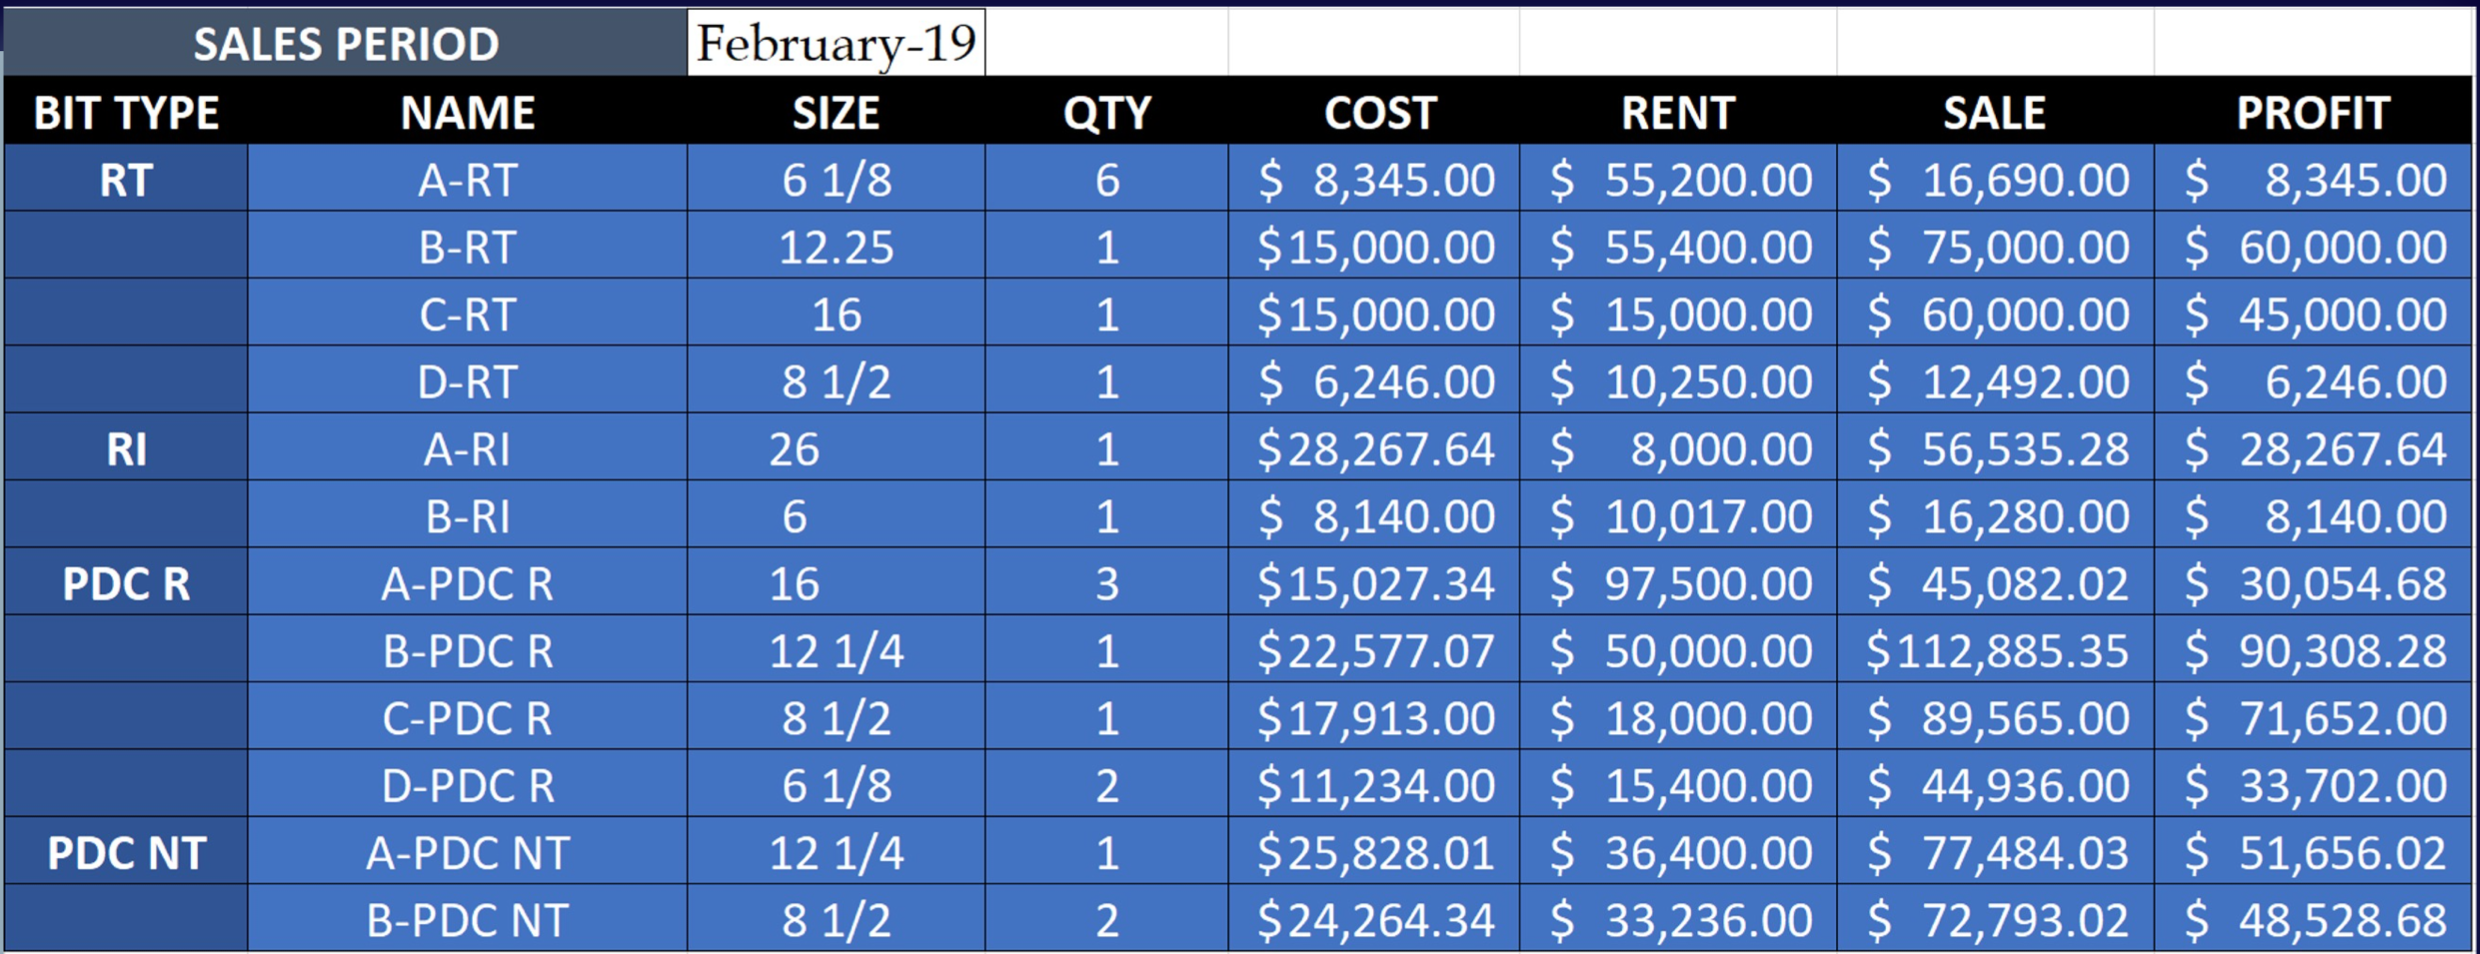 SALES PERIOD February-19
BIT TYPE NAME SIZE QTY COST RENT SALE PROFIT
RT A-RT 6 1/8 6 $ 8,345.00 $ 55,200.00 $ 16,690.00 $ 8,345.00
B-RT 12.25 1 $15,000.00 $ 55,400.00 $ 75,000.00 $ 60,000.00
C-RT 16 1 $15,000.00 $ 15,000.00 $ 60,000.00 $ 45,000.00
D-RT 8 1/2 1 $ 6,246.00 $ 10,250.00 $ 12,492.00 $ 6,246.00
RI A-RI 26 1 $28,267.64 $ 8,000.00 $ 56,535.28 $ 28,267.64
B-RI 6 1 $ 8,140.00 $ 10,017.00 $ 16,280.00 $ 8,140.00
PDC R A-PDC R 16 3 $15,027.34 $ 97,500.00 $ 45,082.02 $ 30,054.68
B-PDC R 12 1/4 1 $22,577.07 $ 50,000.00 $112,885.35 $ 90,308.28
C-PDC R 8 1/2 1 $17,913.00 $ 18,000.00 $ 89,565.00 $ 71,652.00
D-PDC R 6 1/8 2 $11,234.00 $ 15,400.00 $ 44,936.00 $ 33,702.00
PDC NT A-PDC NT 12 1/4 1 $25,828.01 $ 36,400.00 $ 77,484.03 $ 51,656.02
B-PDC NT 8 1/2 2 $24,264.34 $ 33,236.00 $ 72,793.02 $ 48,528.68